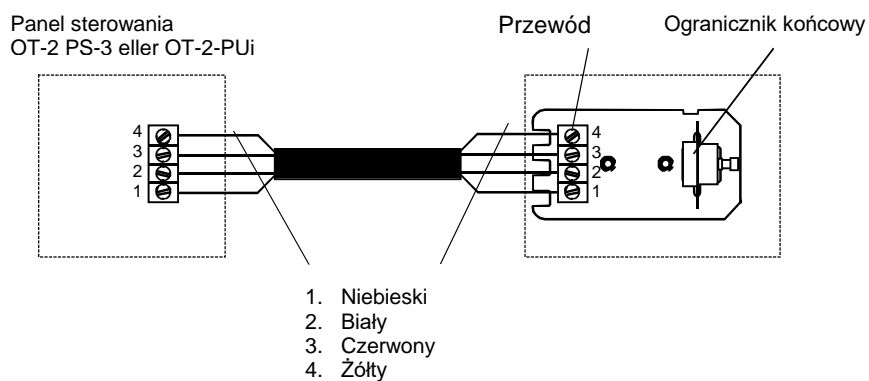 Panel sterowania
OT-2 PS-3 eller OT-2-PUi
Przewód
Ogranicznik końcowy
4
3
2
1
4
3
2
1
1. Niebieski
2. Biały
3. Czerwony
4. Żółty